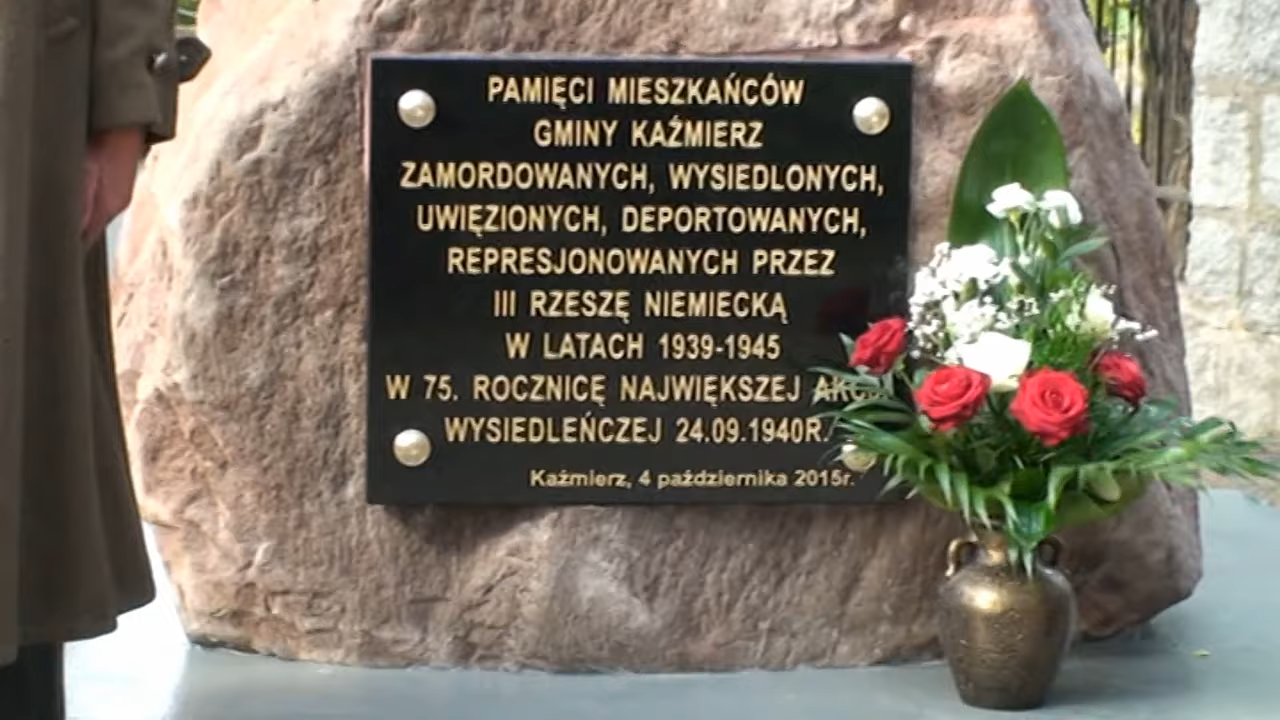 PAMIĘCI MIESZKAŃCÓW
GMINY KAŹMIERZ
ZAMORDOWANYCH, WYSIEDLONYCH,
UWIĘZIONYCH, DEPORTOWANYCH,
REPRESJONOWANYCH PRZEZ
III RZESZĘ NIEMIECKĄ
W LATACH 1939-1945
W 75. ROCZNICĘ NAJWIĘKSZEJ
WYSIEDLEŃCZEJ 24.09.1940R.
Kaźmierz, 4 października 2015r.